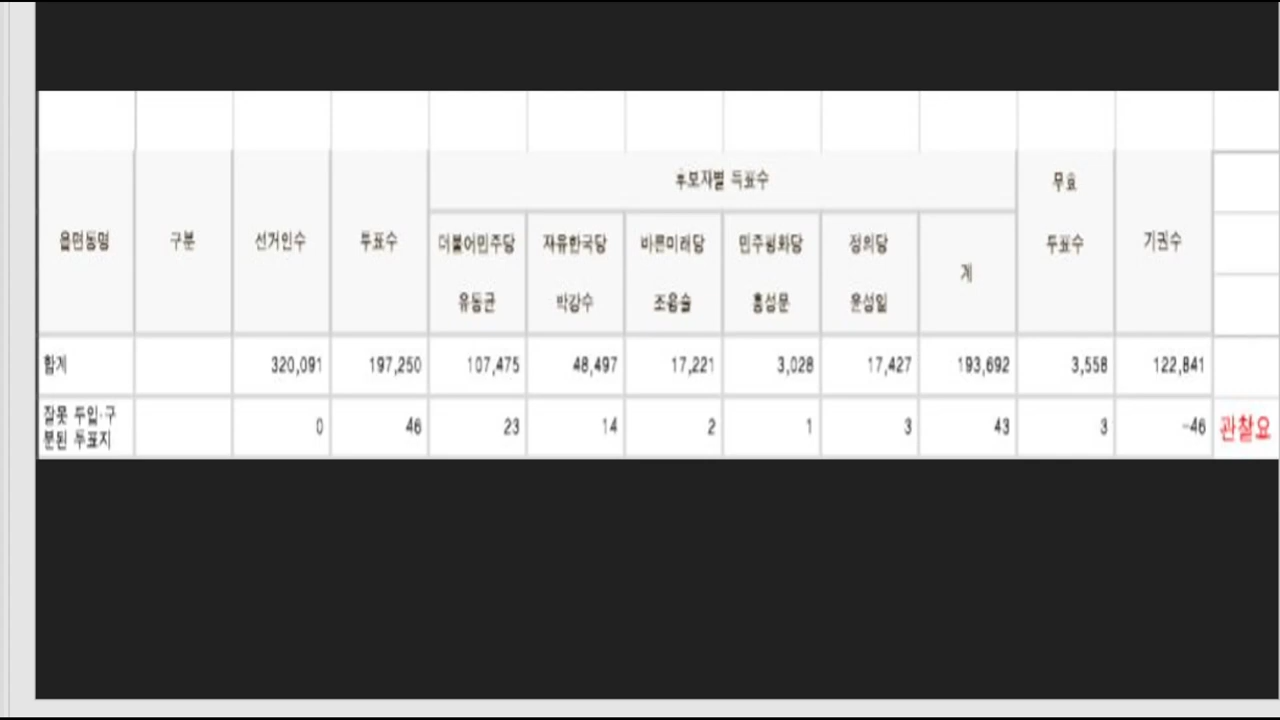 후보자별 득표수
무효
읍면동명 구분 선거인수 투표수 더불어민주당 자유한국당 바른미래당 민주평화당 정의당 계 투표수 기권수
유동균 박강수 조용술 홍성문 윤성일
합계 320,091 197,250 107,475 48,497 17,221 3,028 17,427 193,692 3,558 122,841
잘못 투입·구
분된 투표지 0 46 23 14 2 1 3 43 3 -46 관찰요